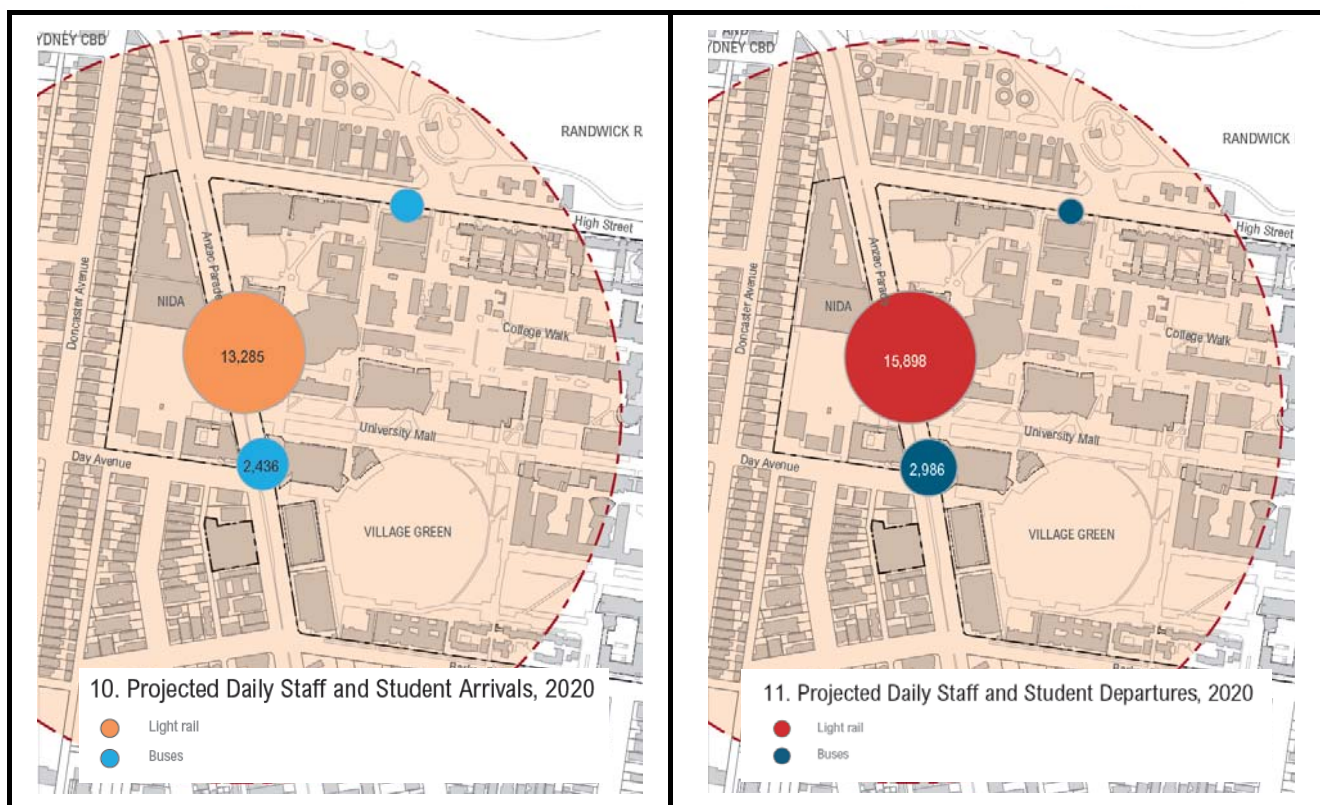 YDNEY CBD
RANDWICK R
High Street
Anzac Parade
Doncaster Avenue
NIDA
College Walk
13,285
University Mall
2,436
Day Avenue
VILLAGE GREEN
10. Projected Daily Staff and Student Arrivals, 2020
Light rail
Buses
YDNEY CBD
RANDWICK
High Street
Anzac Parade
Doncaster Avenue
NIDA
College Walk
15,898
University Mall
2,986
Day Avenue
VILLAGE GREEN
11. Projected Daily Staff and Student Departures, 2020
Light rail
Buses